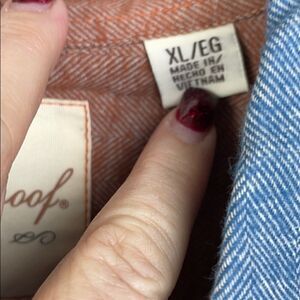 XL/EG
MADE IN/
HECHO EN
VIETNAM
oof®